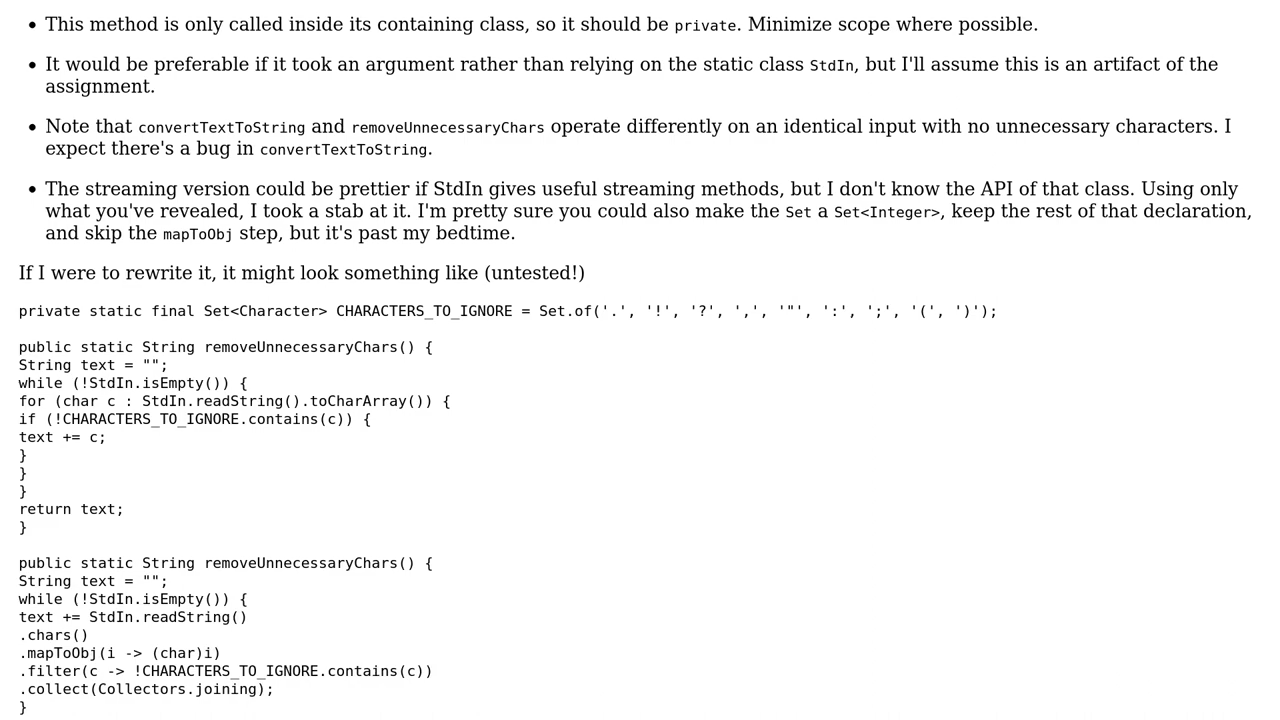 • This method is only called inside its containing class, so it should be private. Minimize scope where possible.
• It would be preferable if it took an argument rather than relying on the static class StdIn, but I'll assume this is an artifact of the
assignment.
• Note that convertTextToString and removeUnnecessaryChars operate differently on an identical input with no unnecessary characters. I
expect there's a bug in convertTextToString.
• The streaming version could be prettier if StdIn gives useful streaming methods, but I don't know the API of that class. Using only
what you've revealed, I took a stab at it. I'm pretty sure you could also make the Set a Set<Integer>, keep the rest of that declaration,
and skip the mapToObj step, but it's past my bedtime.
If I were to rewrite it, it might look something like (untested!)
private static final Set<Character> CHARACTERS_TO_IGNORE = Set.of('.', '!', '?', ',', '"', ':', ';', '(', ')');
public static String removeUnnecessaryChars() {
String text = "";
while (!StdIn.isEmpty()) {
for (char c : StdIn.readString().toCharArray()) {
if (!CHARACTERS_TO_IGNORE.contains(c)) {
text += c;
}
}
}
return text;
}
public static String removeUnnecessaryChars() {
String text = "";
while (!StdIn.isEmpty()) {
text += StdIn.readString()
.chars()
.mapToObj(i -> (char)i)
.filter(c -> !CHARACTERS_TO_IGNORE.contains(c))
.collect(Collectors.joining);
}